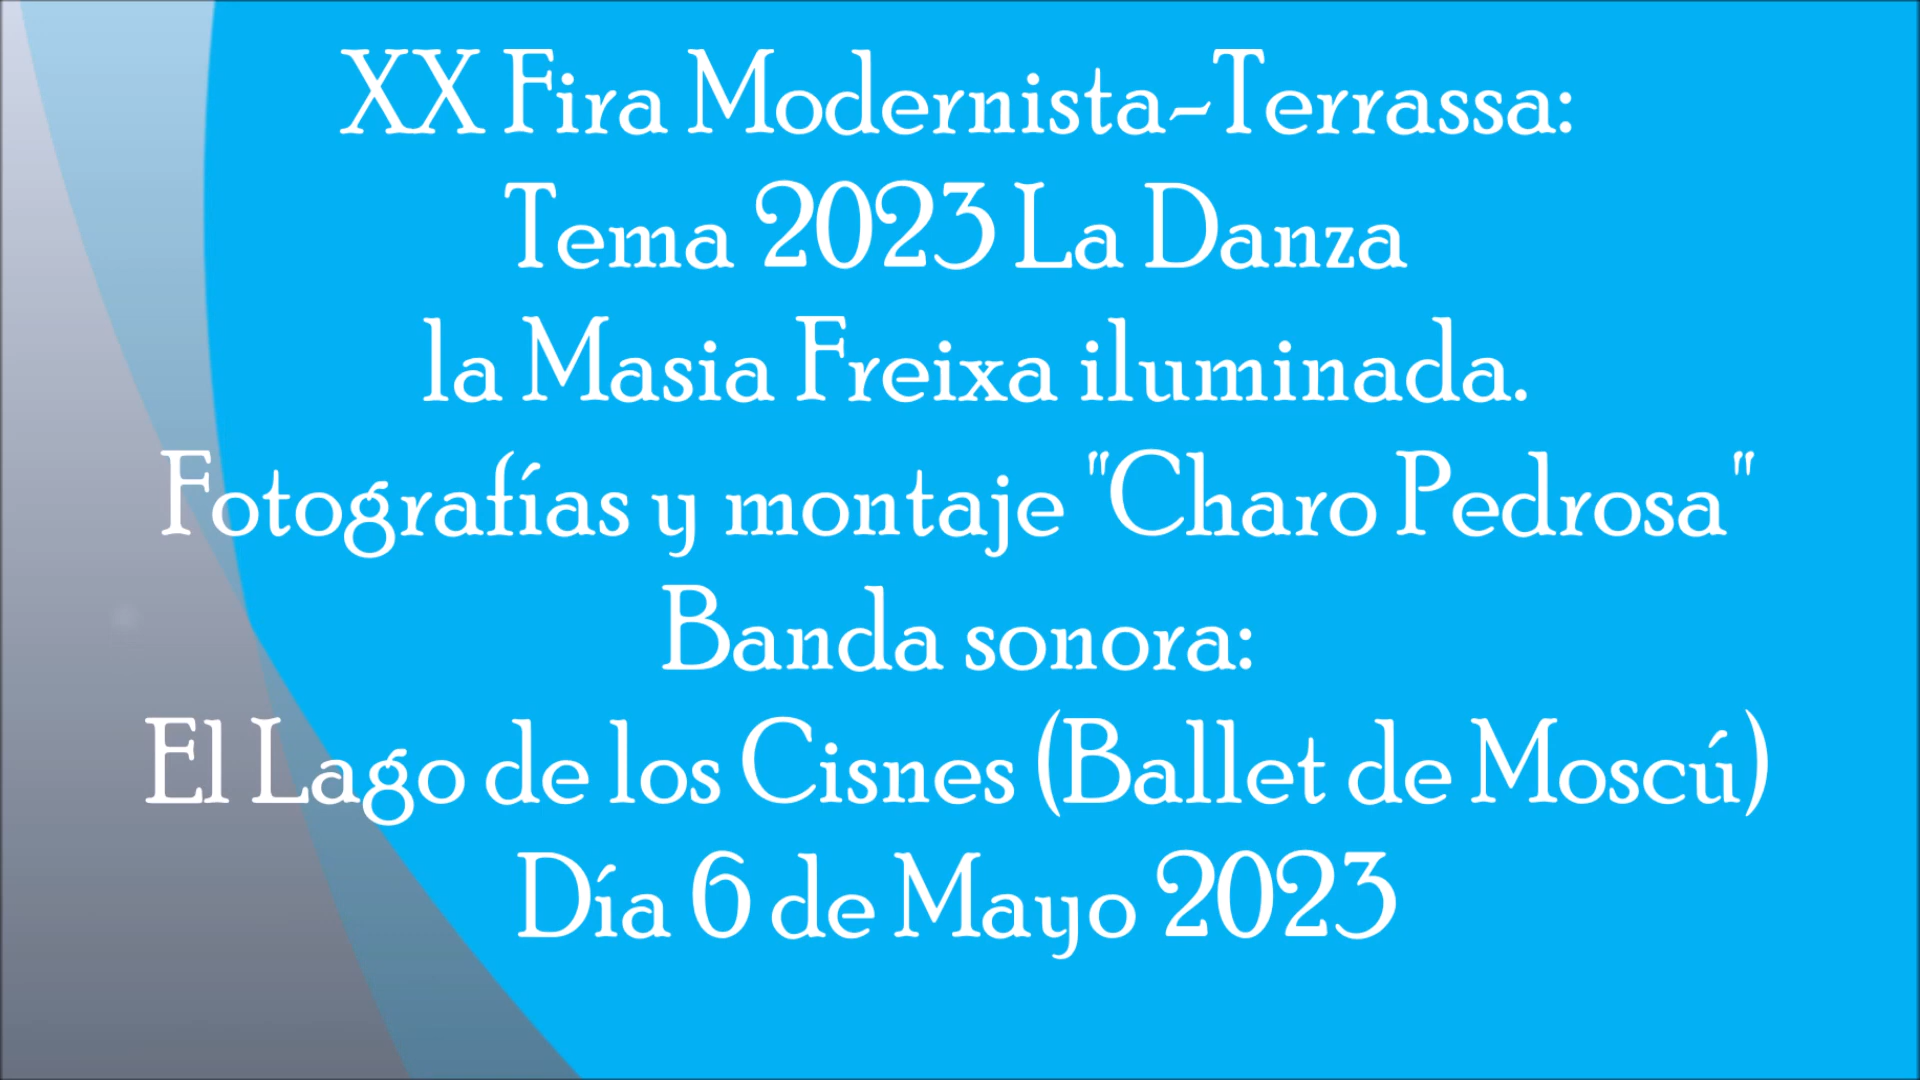 XX Fira Modernista-Terrassa:
Tema 2023 La Danza
la Masia Freixa iluminada.
Fotografías y montaje "Charo Pedrosa"
Banda sonora:
El Lago de los Cisnes (Ballet de Moscú)
Día 6 de Mayo 2023